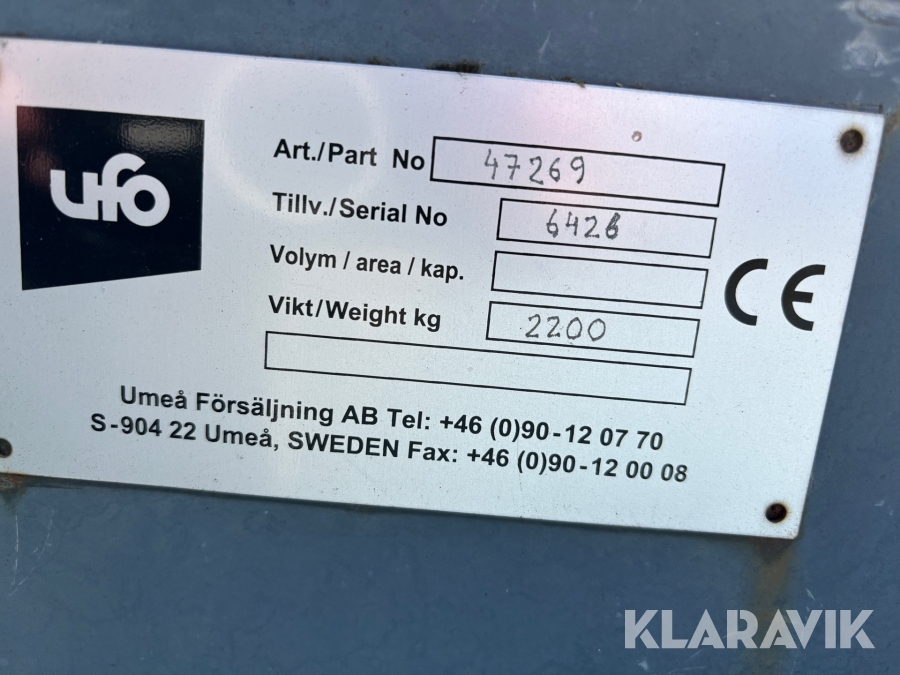 ufo
Art./Part No 47269
Tillv./Serial No 6426
Volym / area / kap.
Vikt/Weight kg 2200
CE
Umeå Försäljning AB Tel: +46 (0)90-12 07 70
S-904 22 Umeå, SWEDEN Fax: +46 (0)90-12 00 08
KLARAVIK